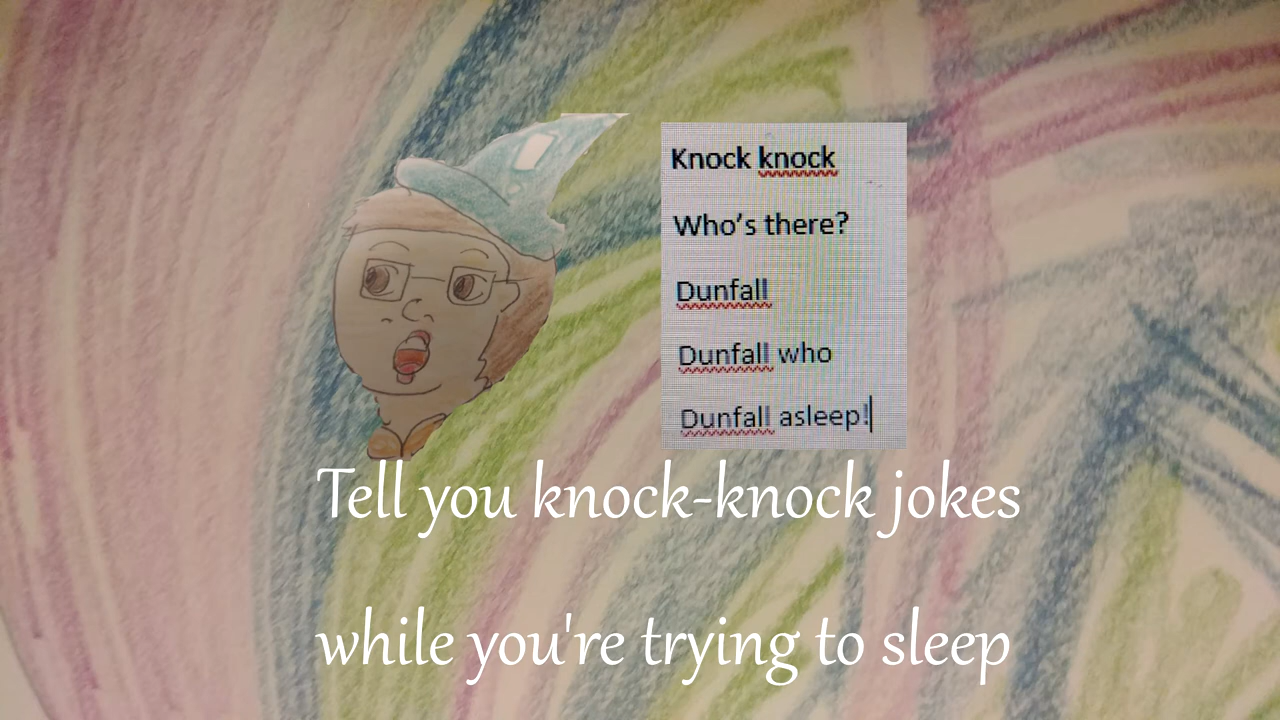 Knock knock
Who's there?
Dunfall
Dunfall who
Dunfall asleep!
Tell you knock-knock jokes
while you're trying to sleep